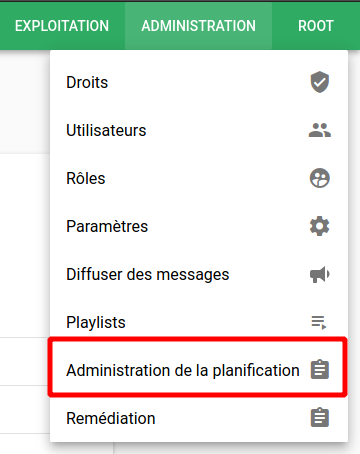 EXPLOITATION ADMINISTRATION ROOT
Droits
Utilisateurs
Rôles
Paramètres
Diffuser des messages
Playlists
Administration de la planification
Remédiation